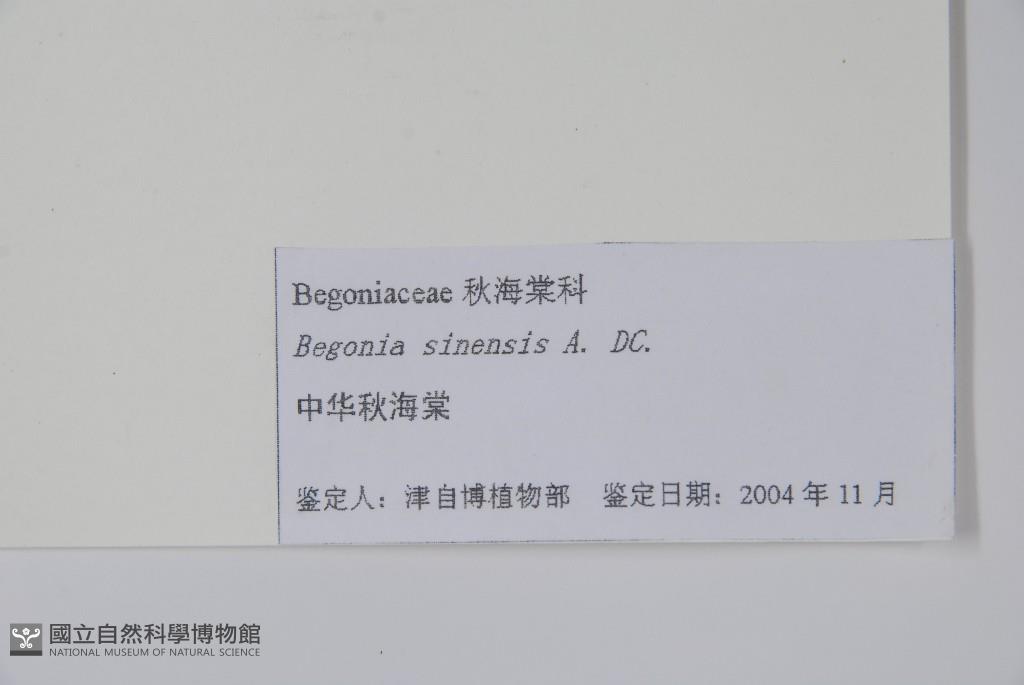 Begoniaceae 秋海棠科
Begonia sinensis A. DC.
中华秋海棠
鉴定人：津自博植物部 鉴定日期：2004 年 11 月
國立自然科學博物館
NATIONAL MUSEUM OF NATURAL SCIENCE